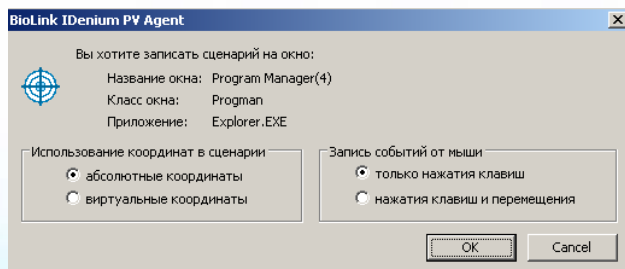 BioLink IDenium PV Agent
Вы хотите записать сценарий на окно:
Название окна: Program Manager(4)
Класс окна: Progman
Приложение: Explorer.EXE
Использование координат в сценарии
абсолютные координаты
виртуальные координаты
Запись событий от мыши
только нажатия клавиш
нажатия клавиш и перемещения
OK
Cancel